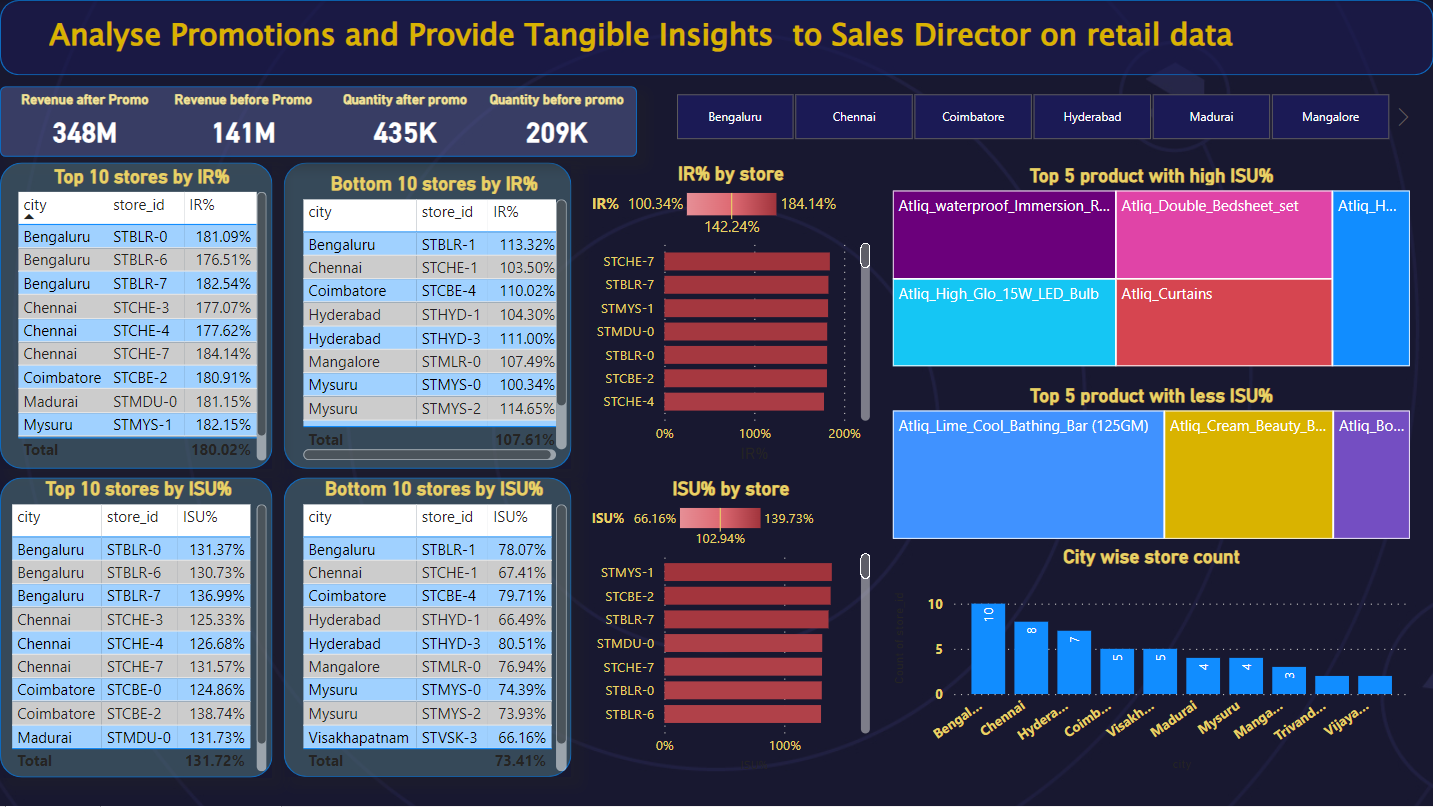 Analyse Promotions and Provide Tangible Insights  to Sales Director on retail data
Revenue after Promo
348M
Revenue before Promo
141M
Quantity after promo
435K
Quantity before promo
209K
Bengaluru
Chennai
Coimbatore
Hyderabad
Madurai
Mangalore
Top 10 stores by IR%
city store_id IR%
Bengaluru STBLR-0 181.09%
Bengaluru STBLR-6 176.51%
Bengaluru STBLR-7 182.54%
Chennai STCHE-3 177.07%
Chennai STCHE-4 177.62%
Chennai STCHE-7 184.14%
Coimbatore STCBE-2 180.91%
Madurai STMDU-0 181.15%
Mysuru STMYS-1 182.15%
Total 180.02%
Bottom 10 stores by IR%
city store_id IR%
Bengaluru STBLR-1 113.32%
Chennai STCHE-1 103.50%
Coimbatore STCBE-4 110.02%
Hyderabad STHYD-1 104.30%
Hyderabad STHYD-3 111.00%
Mangalore STMLR-0 107.49%
Mysuru STMYS-0 100.34%
Mysuru STMYS-2 114.65%
Total 107.61%
IR% by store
IR% 100.34% 184.14%
142.24%
STCHE-7
STBLR-7
STMYS-1
STMDU-0
STBLR-0
STCBE-2
STCHE-4
0% 100% 200%
IR%
Top 5 product with high ISU%
Atliq_waterproof_Immersion_R...
Atliq_Double_Bedsheet_set
Atliq_H...
Atliq_High_Glo_15W_LED_Bulb
Atliq_Curtains
Top 5 product with less ISU%
Atliq_Lime_Cool_Bathing_Bar (125GM)
Atliq_Cream_Beauty_B...
Atliq_Bo...
Top 10 stores by ISU%
city store_id ISU%
Bengaluru STBLR-0 131.37%
Bengaluru STBLR-6 130.73%
Bengaluru STBLR-7 136.99%
Chennai STCHE-3 125.33%
Chennai STCHE-4 126.68%
Chennai STCHE-7 131.57%
Coimbatore STCBE-0 124.86%
Coimbatore STCBE-2 138.74%
Madurai STMDU-0 131.73%
Total 131.72%
Bottom 10 stores by ISU%
city store_id ISU%
Bengaluru STBLR-1 78.07%
Chennai STCHE-1 67.41%
Coimbatore STCBE-4 79.71%
Hyderabad STHYD-1 66.49%
Hyderabad STHYD-3 80.51%
Mangalore STMLR-0 76.94%
Mysuru STMYS-0 74.39%
Mysuru STMYS-2 73.93%
Visakhapatnam STVSK-3 66.16%
Total 73.41%
ISU% by store
ISU% 66.16% 139.73%
102.94%
STMYS-1
STCBE-2
STBLR-7
STMDU-0
STCHE-7
STBLR-0
STBLR-6
0% 100%
ISU%
City wise store count
Count of store_id
10
5
0
10
8
7
5
5
4
4
3
Bengal...
Chennai
Hydera...
Coimb...
Visakh...
Madurai
Mysuru
Manga...
Trivand...
Vijaya...
city